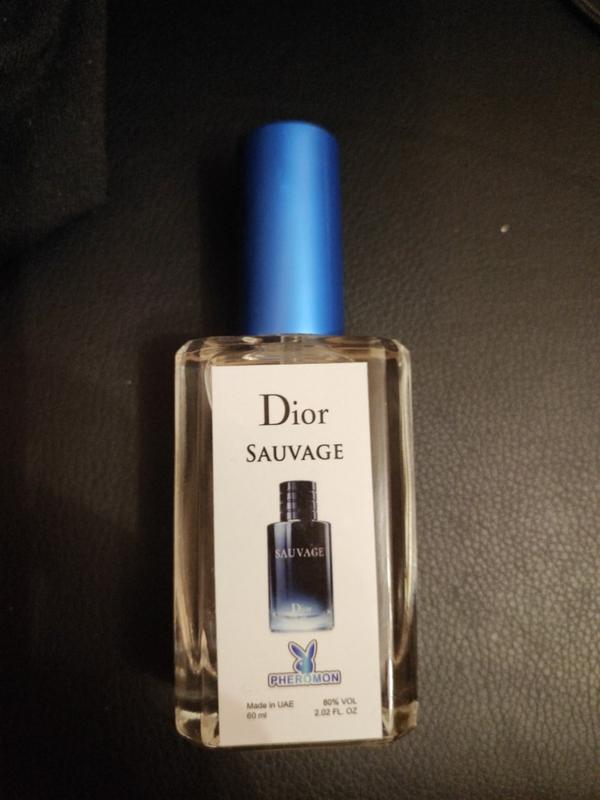 Dior
SAUVAGE
SAUVAGE
Dior
PHEROMON
Made in UAE 80% VOL
60 ml 2.02 FL. OZ